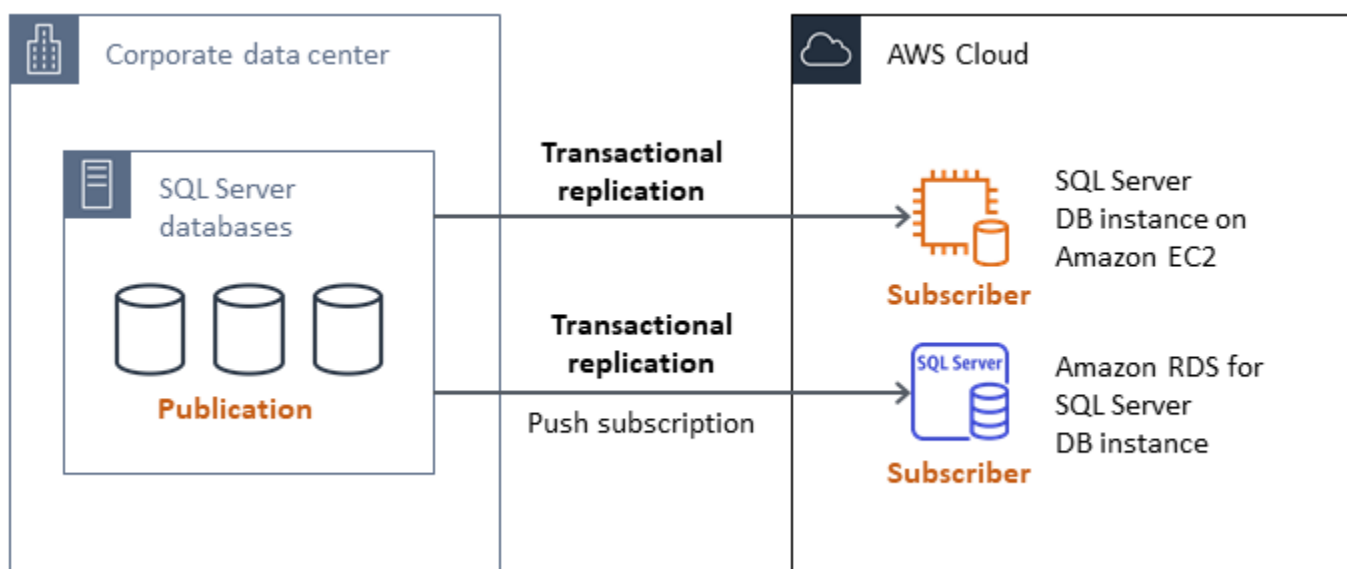 Corporate data center
SQL Server
databases
Publication
Transactional
replication
Transactional
replication
Push subscription
AWS Cloud
SQL Server
DB instance on
Amazon EC2
Subscriber
SQL Server
Amazon RDS for
SQL Server
DB instance
Subscriber